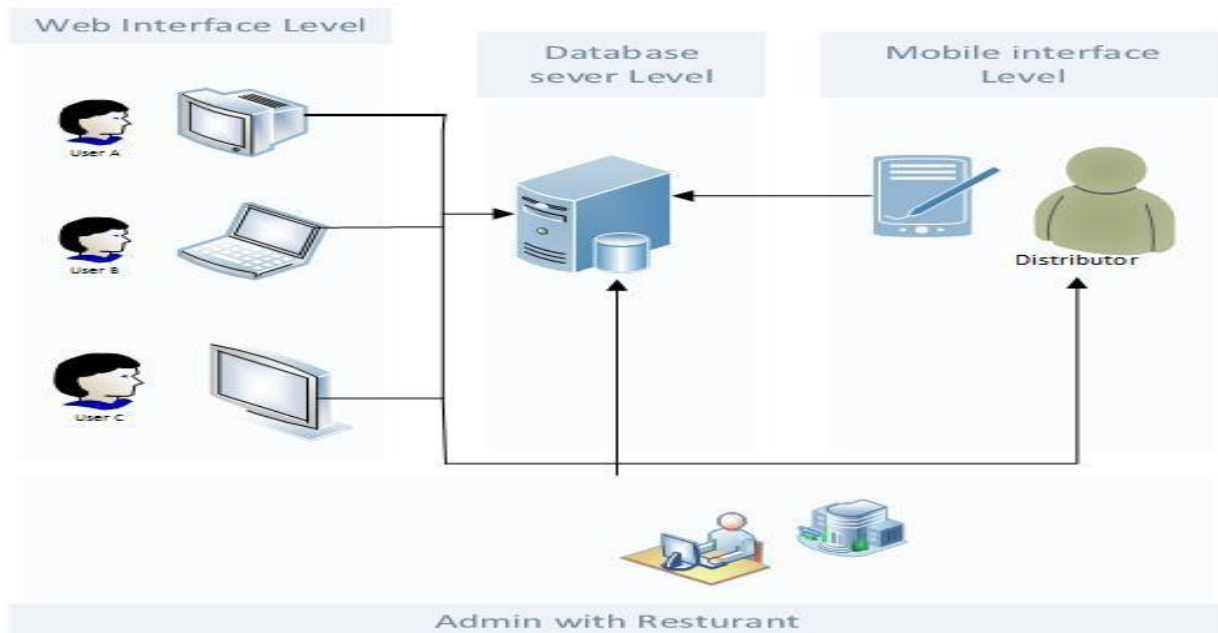 Web Interface Level
Database
sever Level
Mobile interface
Level
User A
User B
User C
Distributor
Admin with Resturant